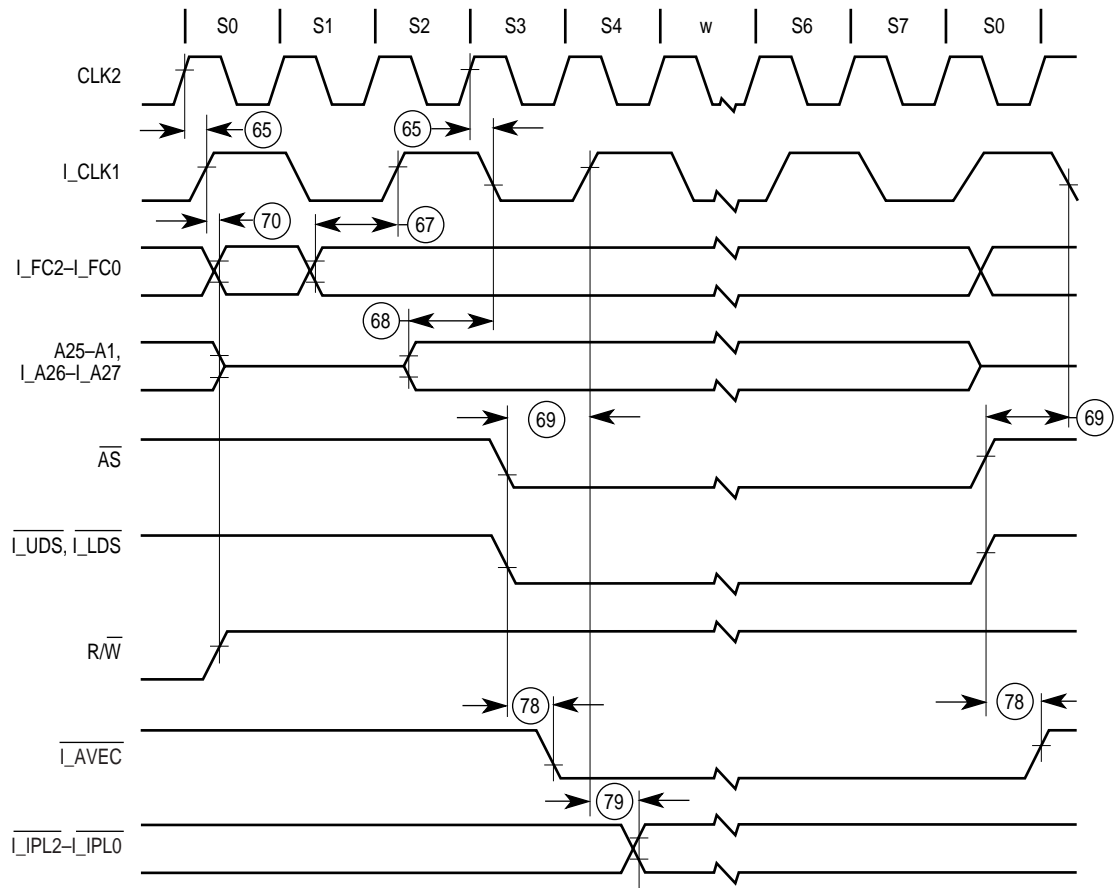 S0 S1 S2 S3 S4 w S6 S7 S0
CLK2
65 65
I_CLK1
70 67
I_FC2–I_FC0
68
A25–A1,
I_A26–I_A27
69 69
AS
I_UDS, I_LDS
R/W
78 78
I_AVEC
79
I_IPL2–I_IPL0